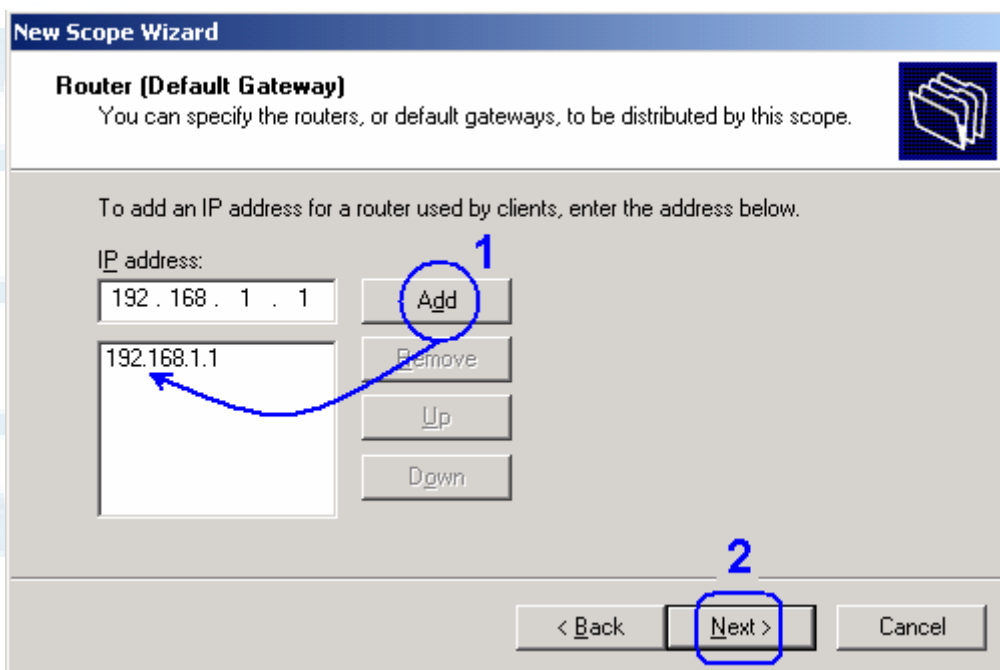 New Scope Wizard
Router (Default Gateway)
You can specify the routers, or default gateways, to be distributed by this scope.
To add an IP address for a router used by clients, enter the address below.
1
IP address:
192 . 168 . 1 . 1
Add
192.168.1.1
Remove
Up
Down
2
< Back
Next >
Cancel